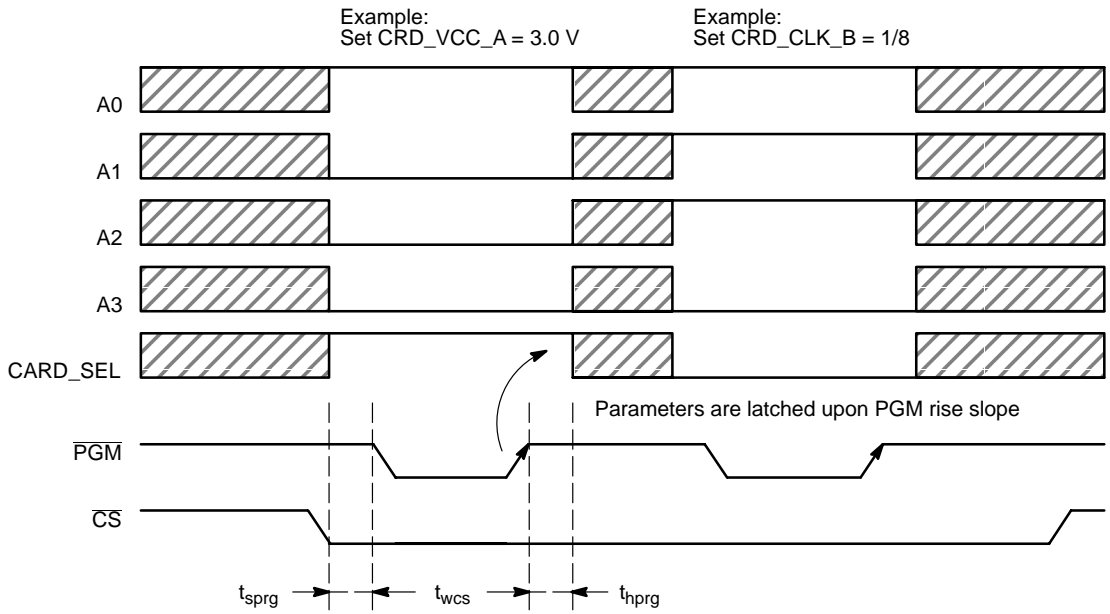 Example:
Set CRD_VCC_A = 3.0 V
Example:
Set CRD_CLK_B = 1/8
A0
A1
A2
A3
CARD_SEL
Parameters are latched upon PGM rise slope
PGM
CS
tsprg
twcs
thprg